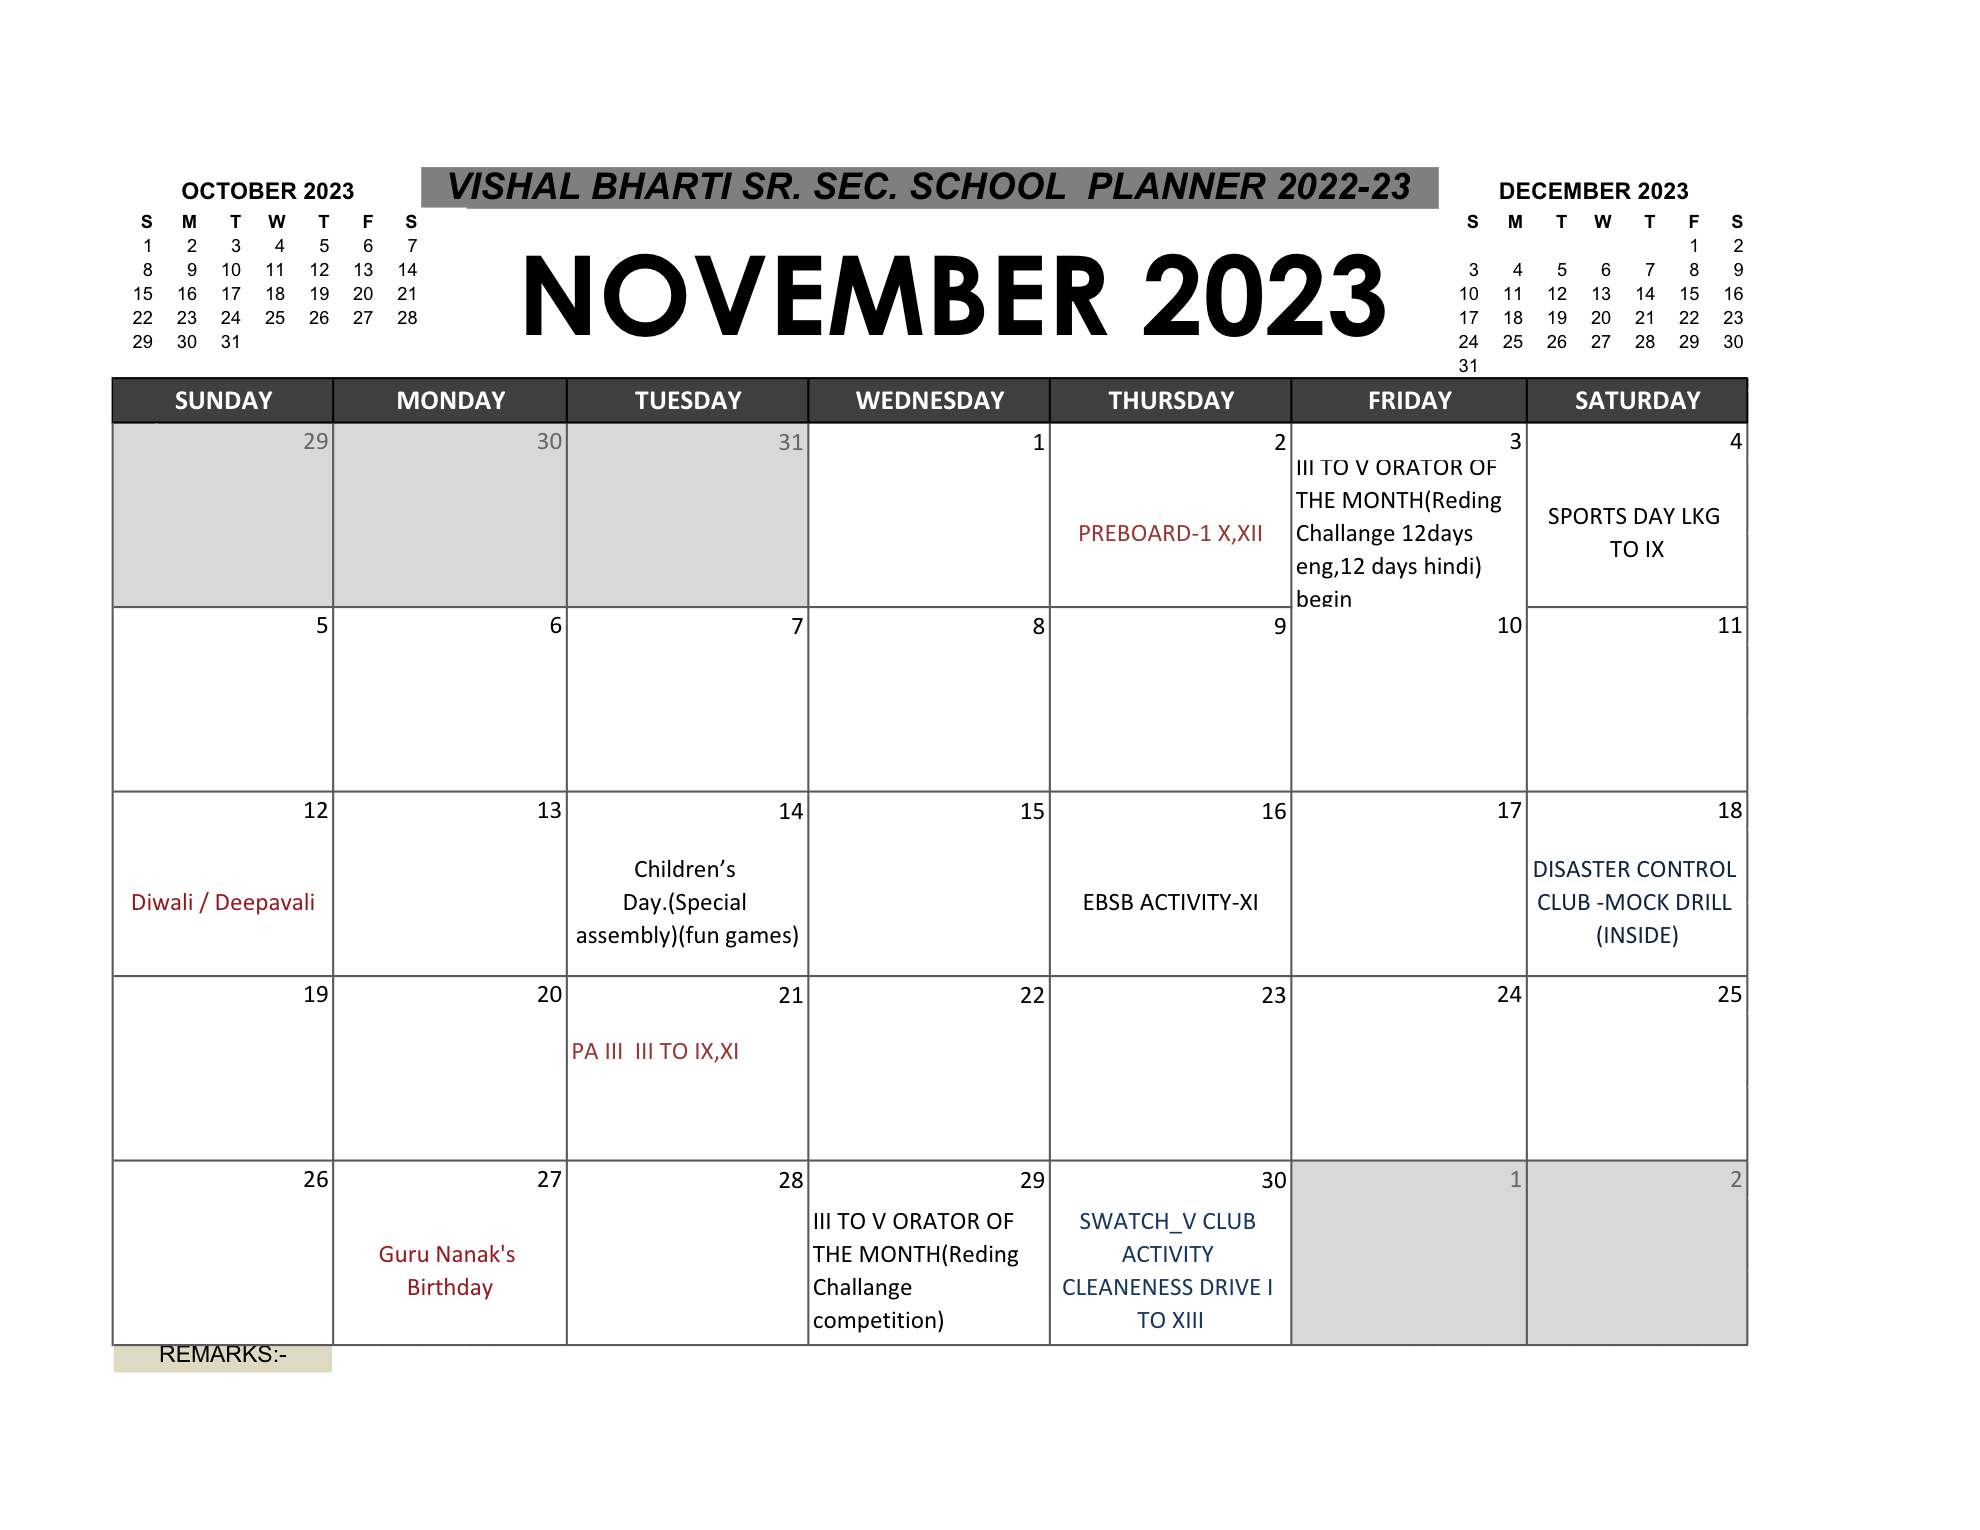 VISHAL BHARTI SR. SEC. SCHOOL  PLANNER 2022-23
OCTOBER 2023
S M T W T F S
1 2 3 4 5 6 7
8 9 10 11 12 13 14
15 16 17 18 19 20 21
22 23 24 25 26 27 28
29 30 31
NOVEMBER 2023
DECEMBER 2023
S M T W T F S
1 2
3 4 5 6 7 8 9
10 11 12 13 14 15 16
17 18 19 20 21 22 23
24 25 26 27 28 29 30
31
SUNDAY MONDAY TUESDAY WEDNESDAY THURSDAY FRIDAY SATURDAY
29 30 31 1 2 3 4
PREBOARD-1 X,XII
III TO V ORATOR OF
THE MONTH(Reding
Challange 12days
eng,12 days hindi)
begin
SPORTS DAY LKG
TO IX
5 6 7 8 9 10 11
12 13 14 15 16 17 18
Diwali / Deepavali
Children’s
Day.(Special
assembly)(fun games)
EBSB ACTIVITY-XI
DISASTER CONTROL
CLUB -MOCK DRILL
(INSIDE)
19 20 21 22 23 24 25
PA III  III TO IX,XI
26 27 28 29 30 1 2
Guru Nanak's
Birthday
III TO V ORATOR OF
THE MONTH(Reding
Challange
competition)
SWATCH_V CLUB
ACTIVITY
CLEANENESS DRIVE I
TO XIII
REMARKS:-